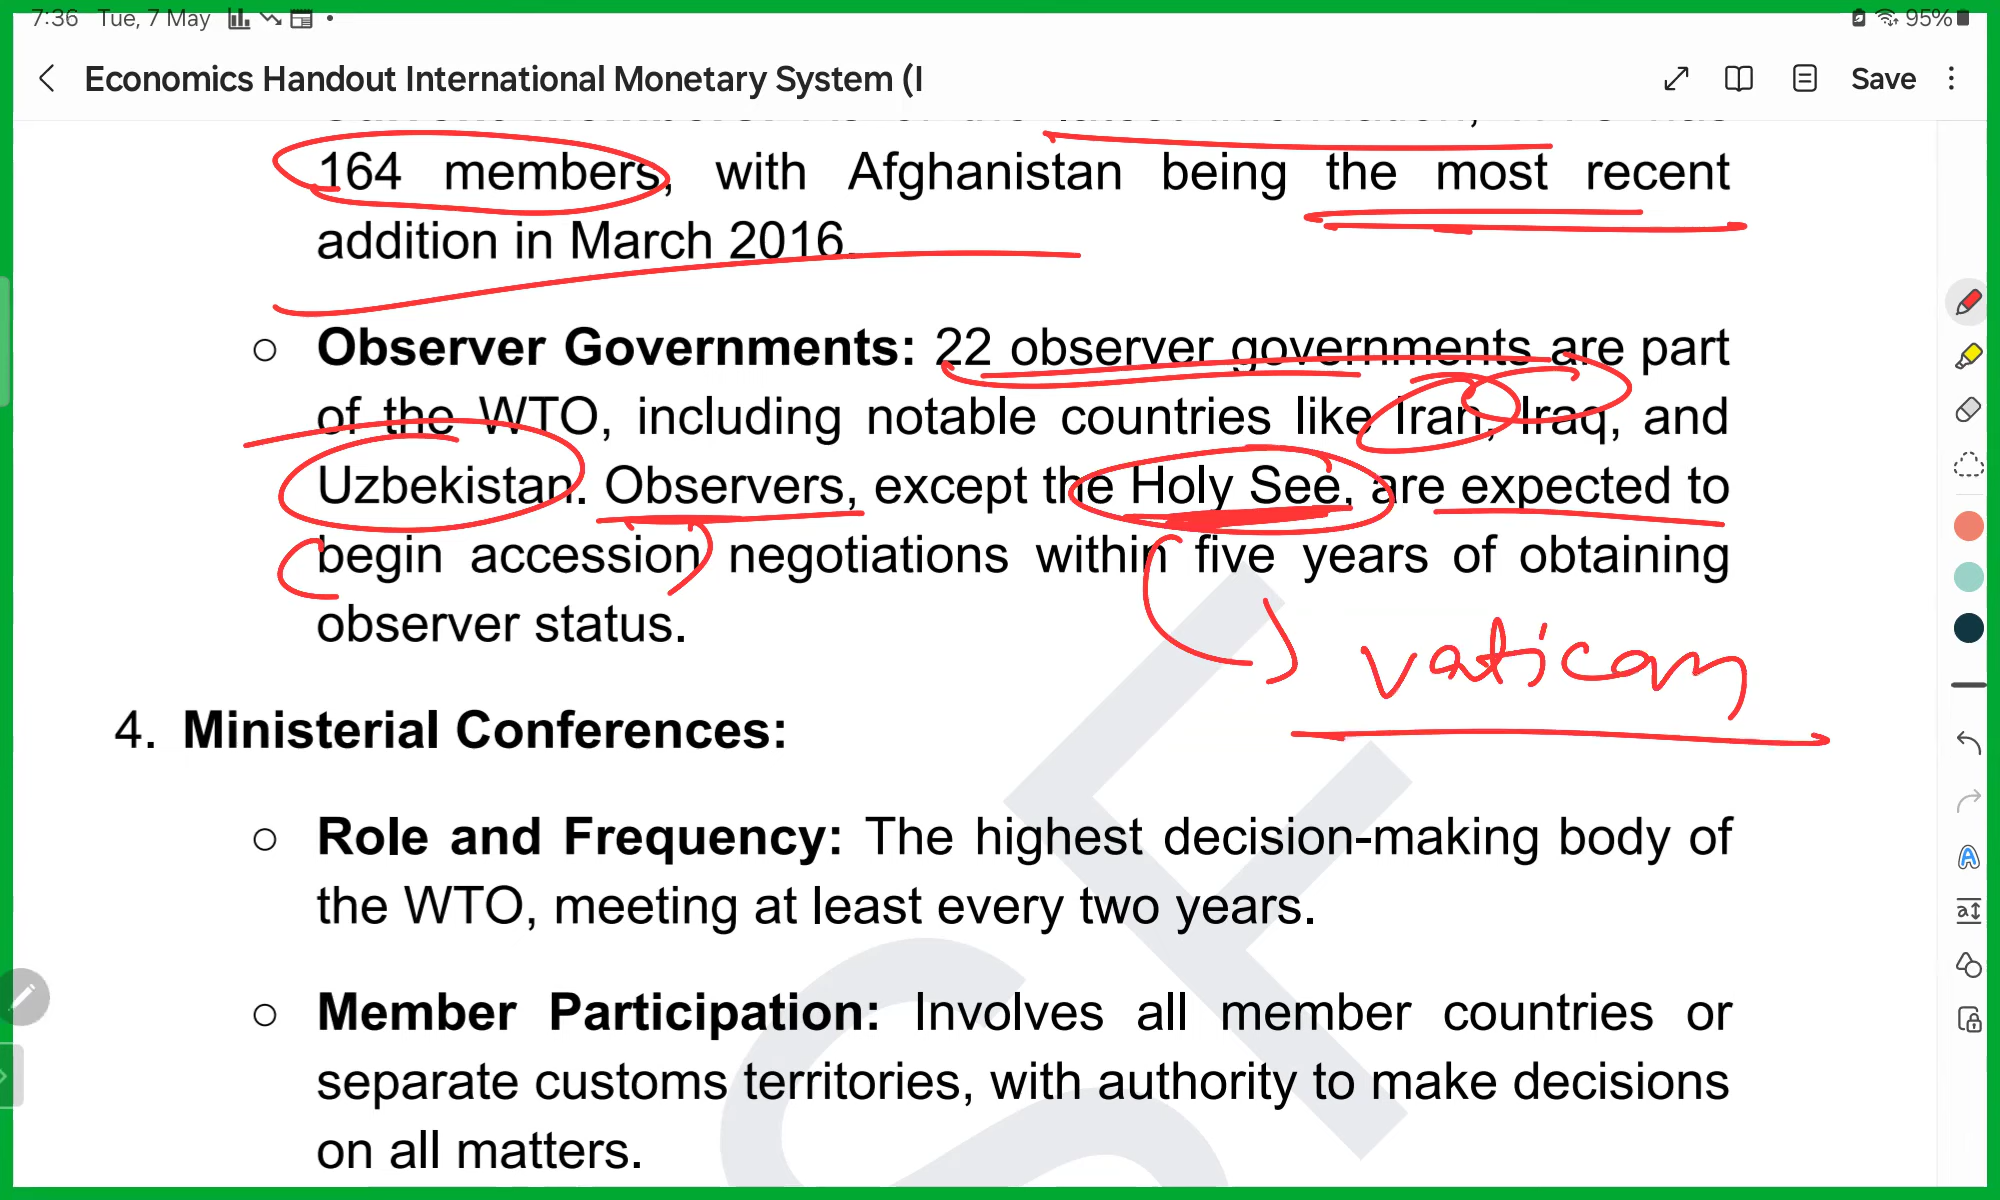 7:36 Tue, 7 May
95%
Economics Handout International Monetary System (I
Save
164 members, with Afghanistan being the most recent
addition in March 2016.
○ Observer Governments: 22 observer governments are part
of the WTO, including notable countries like Iran, Iraq, and
Uzbekistan. Observers, except the Holy See, are expected to
begin accession negotiations within five years of obtaining
observer status.
vatican
4. Ministerial Conferences:
○ Role and Frequency: The highest decision-making body of
the WTO, meeting at least every two years.
○ Member Participation: Involves all member countries or
separate customs territories, with authority to make decisions
on all matters.